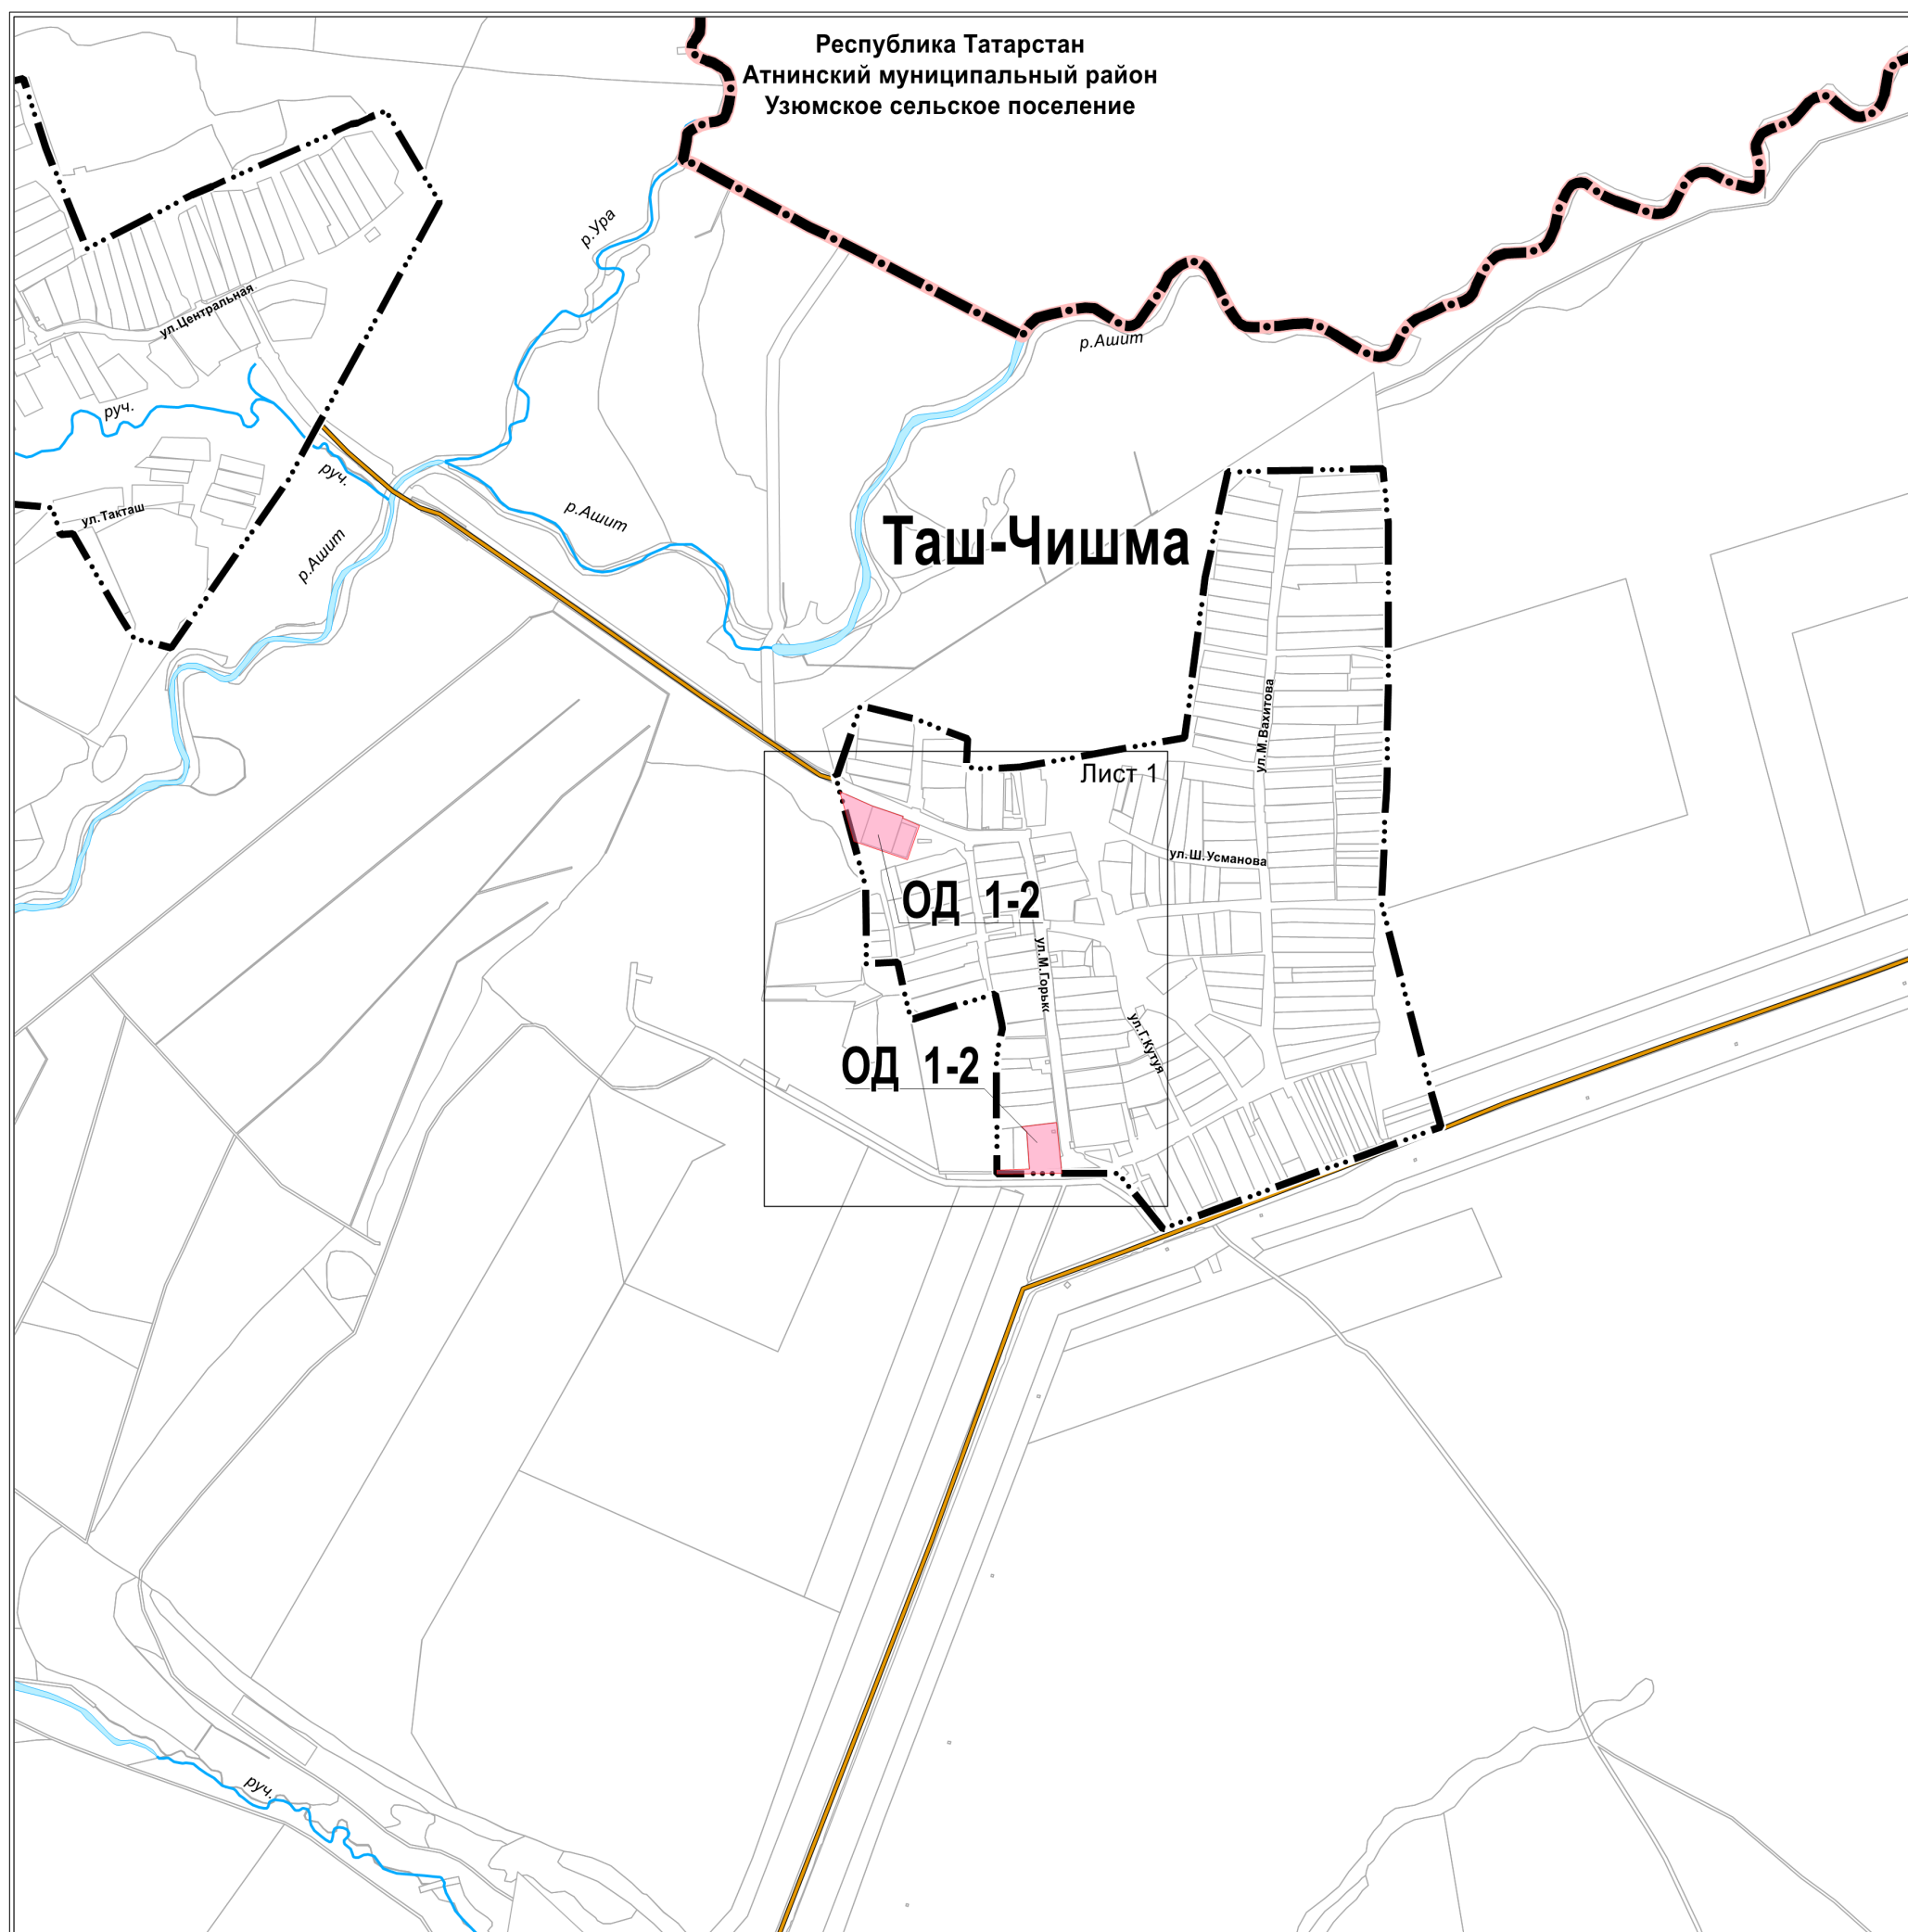 Республика Татарстан
Атнинский муниципальный район
Узюмское сельское поселение
р.Ура
ул.Центральная
р.Ашит
руч.
руч.
ул.Такташ
р.Ашит
р.Ашит
Таш-Чишма
ул.М.Вахитова
Лист 1
ул.Ш.Усманова
ОД 1-2
ул.М.Горькс
ул.Г.Кутуя
ОД 1-2
руч.